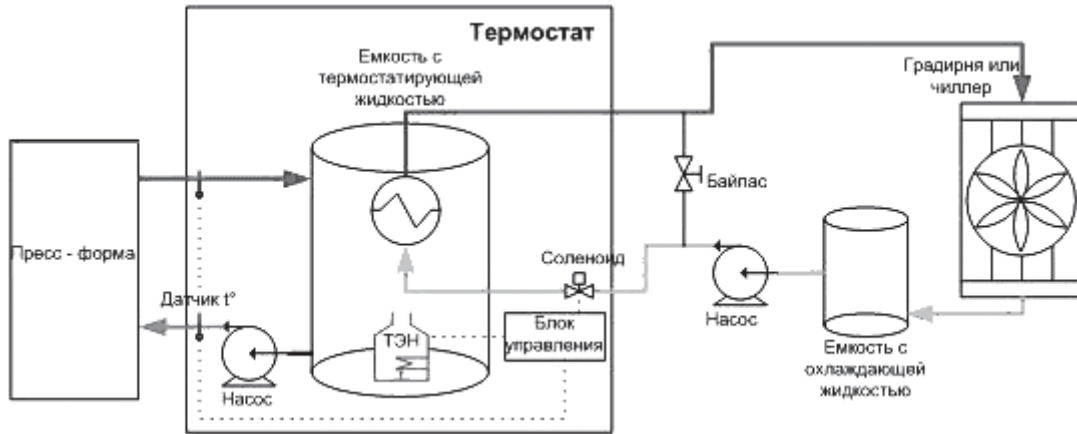 Термостат
Емкость с
термостатирующей
жидкостью
Градирня или
чиллер
Байпас
Пресс - форма
Соленоид
Датчик t°
ТЭН
Блок
управления
Насос
Насос
Емкость с
охлаждающей
жидкостью